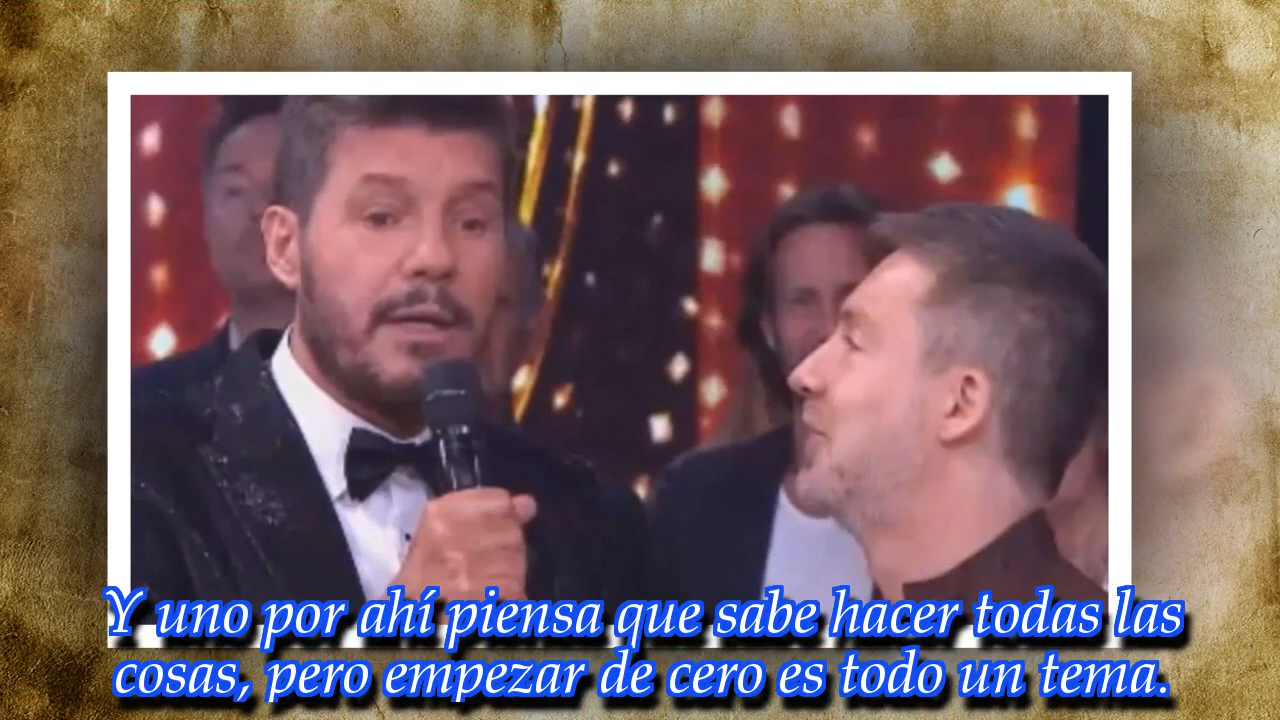 Y uno por ahí piensa que sabe hacer todas las
cosas, pero empezar de cero es todo un tema.